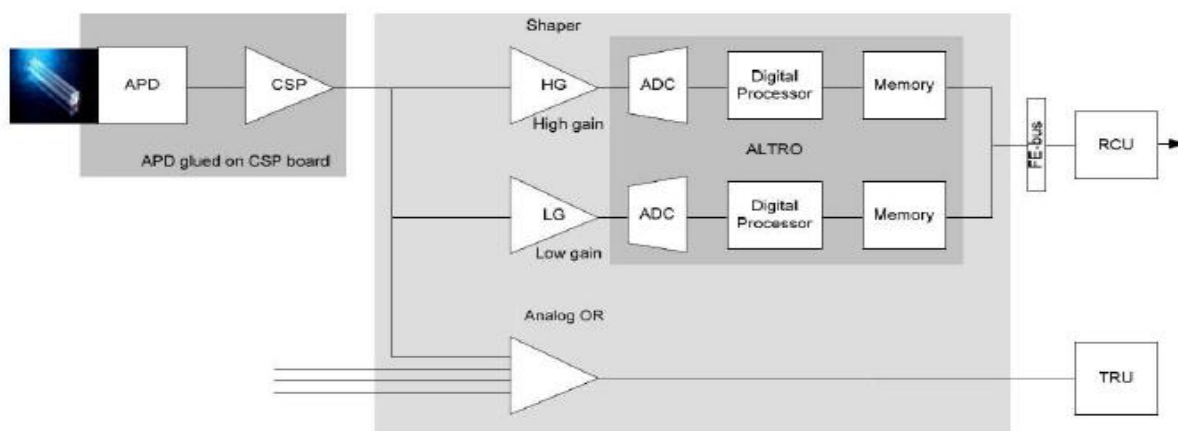 Shaper
APD
CSP
HG
ADC
Digital
Processor
Memory
High gain
APD glued on CSP board
ALTRO
FE-bus
RCU
LG
ADC
Digital
Processor
Memory
Low gain
Analog OR
TRU